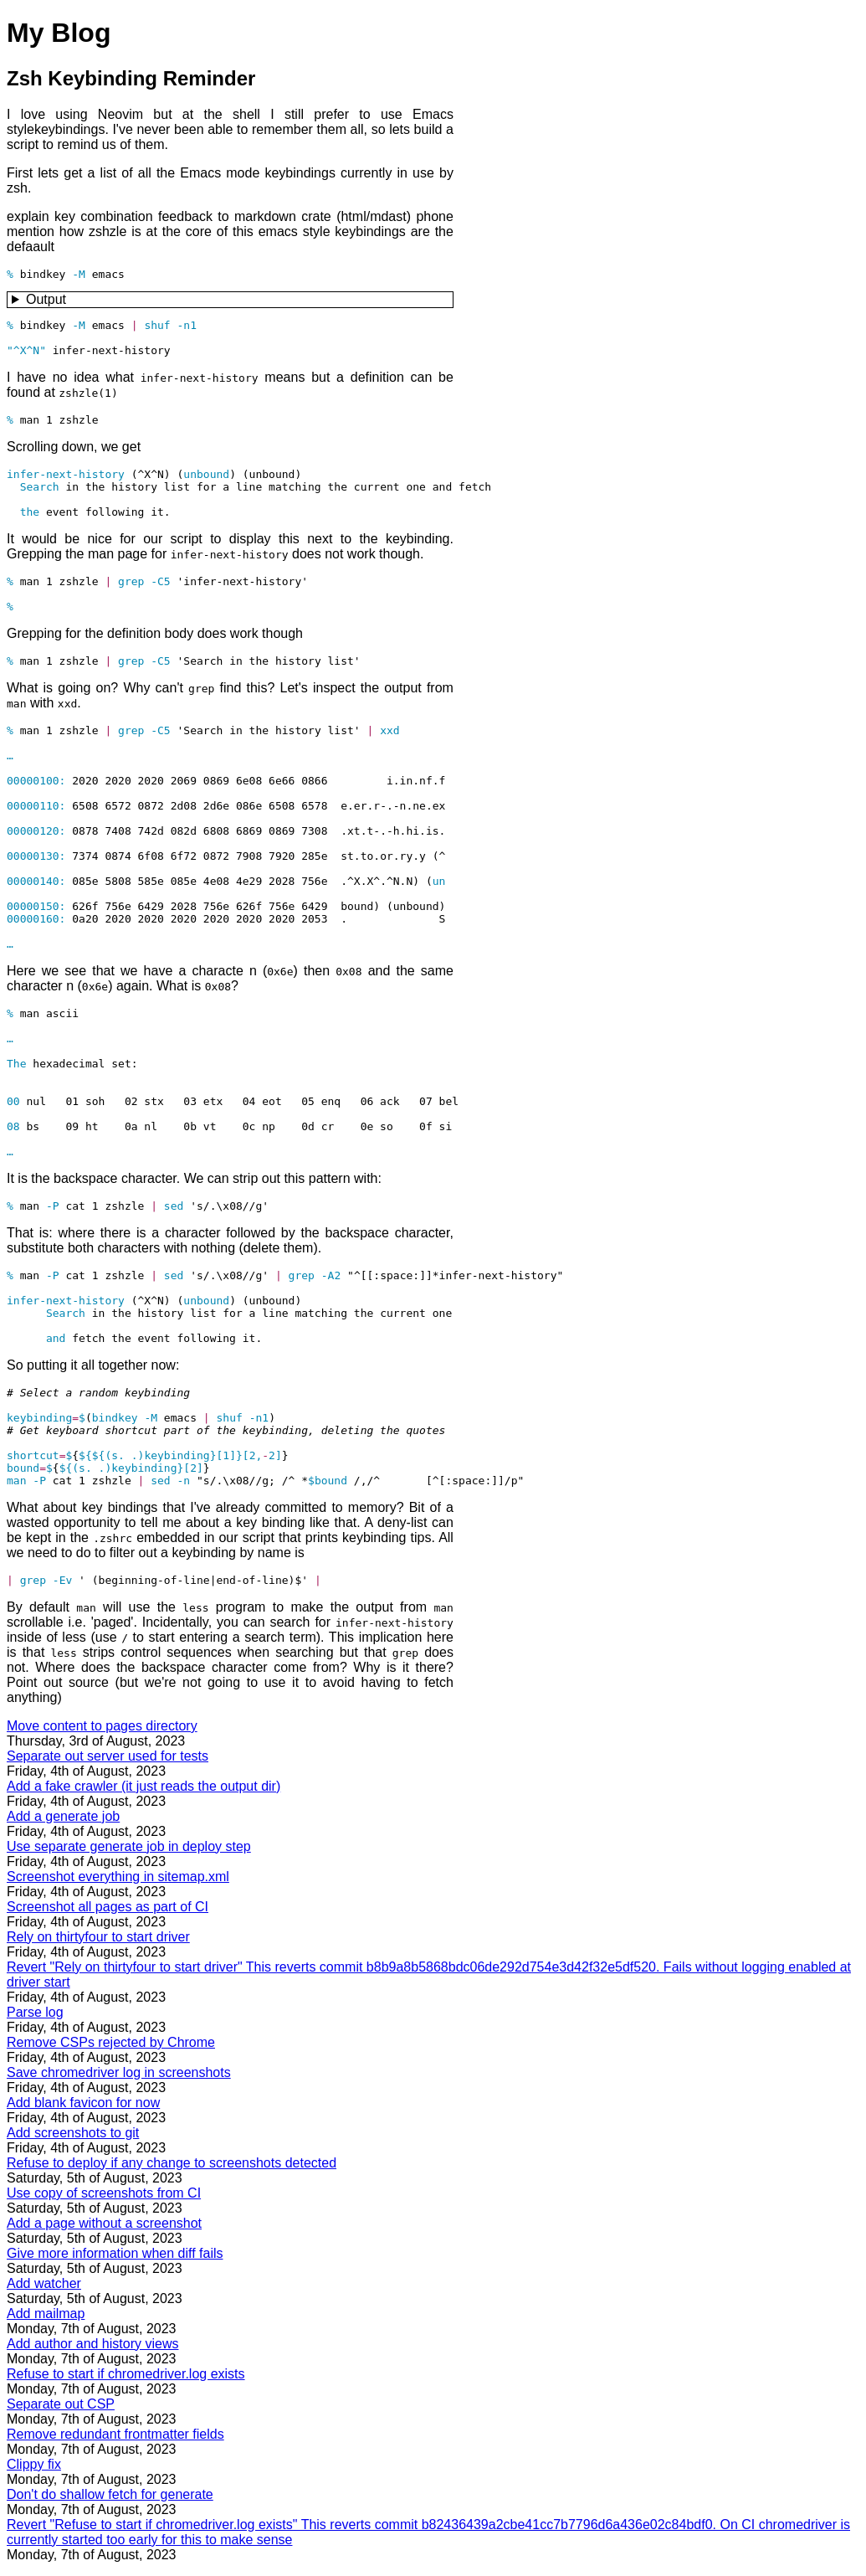 My Blog
Zsh Keybinding Reminder
I love using Neovim but at the shell I still prefer to use Emacs
stylekeybindings. I've never been able to remember them all, so lets build a
script to remind us of them.
First lets get a list of all the Emacs mode keybindings currently in use by
zsh.
explain key combination feedback to markdown crate (html/mdast) phone
mention how zshzle is at the core of this emacs style keybindings are the
defaault
% bindkey -M emacs
▶ Output
% bindkey -M emacs | shuf -n1
"^X^N" infer-next-history
I have no idea what infer-next-history means but a definition can be
found at zshzle(1)
% man 1 zshzle
Scrolling down, we get
infer-next-history (^X^N) (unbound) (unbound)
  Search in the history list for a line matching the current one and fetch
  the event following it.
It would be nice for our script to display this next to the keybinding.
Grepping the man page for infer-next-history does not work though.
% man 1 zshzle | grep -C5 'infer-next-history'
%
Grepping for the definition body does work though
% man 1 zshzle | grep -C5 'Search in the history list'
What is going on? Why can't grep find this? Let's inspect the output from
man with xxd.
% man 1 zshzle | grep -C5 'Search in the history list' | xxd
…
00000100: 2020 2020 2020 2069 0869 6e08 6e66 0866         i.in.nf.f
00000110: 6508 6572 0872 2d08 2d6e 086e 6508 6578  e.er.r-.-n.ne.ex
00000120: 0878 7408 742d 082d 6808 6869 0869 7308  .xt.t-.-h.hi.is.
00000130: 7374 0874 6f08 6f72 0872 7908 7920 285e  st.to.or.ry.y (^
00000140: 085e 5808 585e 085e 4e08 4e29 2028 756e  .^X.X^.^N.N) (un
00000150: 626f 756e 6429 2028 756e 626f 756e 6429  bound) (unbound)
00000160: 0a20 2020 2020 2020 2020 2020 2020 2053  .              S
…
Here we see that we have a characte n (0x6e) then 0x08 and the same
character n (0x6e) again. What is 0x08?
% man ascii
…
The hexadecimal set:
00 nul   01 soh   02 stx   03 etx   04 eot   05 enq   06 ack   07 bel
08 bs    09 ht    0a nl    0b vt    0c np    0d cr    0e so    0f si
…
It is the backspace character. We can strip out this pattern with:
% man -P cat 1 zshzle | sed 's/.\x08//g'
That is: where there is a character followed by the backspace character,
substitute both characters with nothing (delete them).
% man -P cat 1 zshzle | sed 's/.\x08//g' | grep -A2 "^[[:space:]]*infer-next-history"
infer-next-history (^X^N) (unbound) (unbound)
      Search in the history list for a line matching the current one
      and fetch the event following it.
So putting it all together now:
# Select a random keybinding
keybinding=$(bindkey -M emacs | shuf -n1)
# Get keyboard shortcut part of the keybinding, deleting the quotes
shortcut=${${${(s. .)keybinding}[1]}[2,-2]}
bound=${${(s. .)keybinding}[2]}
man -P cat 1 zshzle | sed -n "s/.\x08//g; /^ *$bound /,/^       [^[:space:]]/p"
What about key bindings that I've already committed to memory? Bit of a
wasted opportunity to tell me about a key binding like that. A deny-list can
be kept in the .zshrc embedded in our script that prints keybinding tips. All
we need to do to filter out a keybinding by name is
| grep -Ev ' (beginning-of-line|end-of-line)$' |
By default man will use the less program to make the output from man
scrollable i.e. 'paged'. Incidentally, you can search for infer-next-history
inside of less (use / to start entering a search term). This implication here
is that less strips control sequences when searching but that grep does
not. Where does the backspace character come from? Why is it there?
Point out source (but we're not going to use it to avoid having to fetch
anything)
Move content to pages directory
Thursday, 3rd of August, 2023
Separate out server used for tests
Friday, 4th of August, 2023
Add a fake crawler (it just reads the output dir)
Friday, 4th of August, 2023
Add a generate job
Friday, 4th of August, 2023
Use separate generate job in deploy step
Friday, 4th of August, 2023
Screenshot everything in sitemap.xml
Friday, 4th of August, 2023
Screenshot all pages as part of CI
Friday, 4th of August, 2023
Rely on thirtyfour to start driver
Friday, 4th of August, 2023
Revert "Rely on thirtyfour to start driver" This reverts commit b8b9a8b5868bdc06de292d754e3d42f32e5df520. Fails without logging enabled at
driver start
Friday, 4th of August, 2023
Parse log
Friday, 4th of August, 2023
Remove CSPs rejected by Chrome
Friday, 4th of August, 2023
Save chromedriver log in screenshots
Friday, 4th of August, 2023
Add blank favicon for now
Friday, 4th of August, 2023
Add screenshots to git
Friday, 4th of August, 2023
Refuse to deploy if any change to screenshots detected
Saturday, 5th of August, 2023
Use copy of screenshots from CI
Saturday, 5th of August, 2023
Add a page without a screenshot
Saturday, 5th of August, 2023
Give more information when diff fails
Saturday, 5th of August, 2023
Add watcher
Saturday, 5th of August, 2023
Add mailmap
Monday, 7th of August, 2023
Add author and history views
Monday, 7th of August, 2023
Refuse to start if chromedriver.log exists
Monday, 7th of August, 2023
Separate out CSP
Monday, 7th of August, 2023
Remove redundant frontmatter fields
Monday, 7th of August, 2023
Clippy fix
Monday, 7th of August, 2023
Don't do shallow fetch for generate
Monday, 7th of August, 2023
Revert "Refuse to start if chromedriver.log exists" This reverts commit b82436439a2cbe41cc7b7796d6a436e02c84bdf0. On CI chromedriver is
currently started too early for this to make sense
Monday, 7th of August, 2023